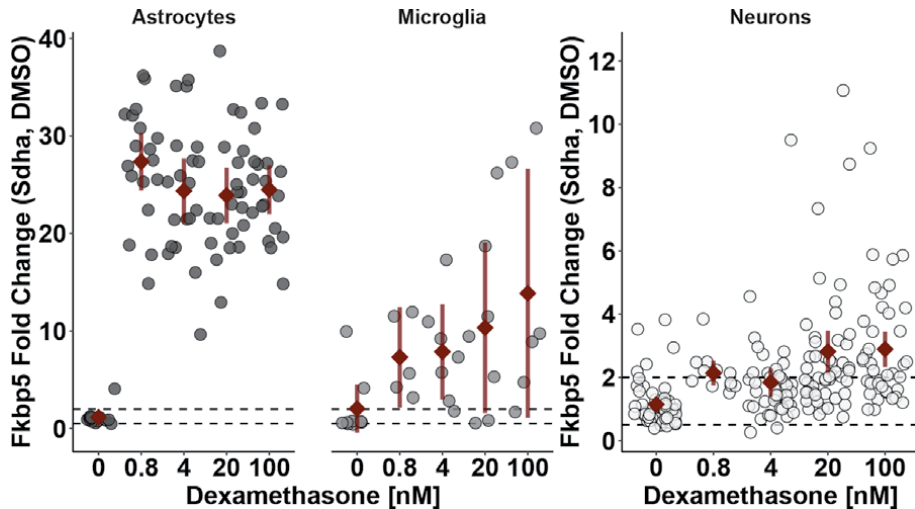 Astrocytes Microglia Neurons
Fkbp5 Fold Change (Sdha, DMSO)
40
30
20
10
0
0 0.8 4 20 100
0 0.8 4 20 100
Dexamethasone [nM]
Fkbp5 Fold Change (Sdha, DMSO)
12
10
8
6
4
2
0
0 0.8 4 20 100
Dexamethasone [nM]